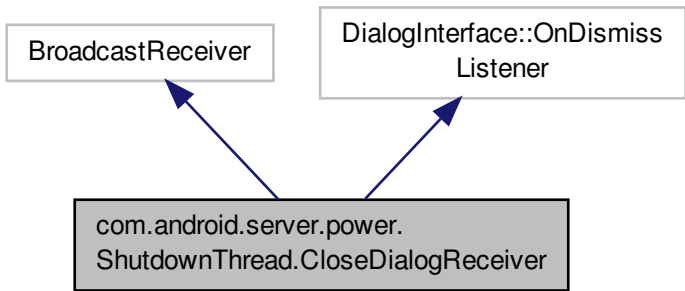 BroadcastReceiver
DialogInterface::OnDismiss
Listener
com.android.server.power.
ShutdownThread.CloseDialogReceiver